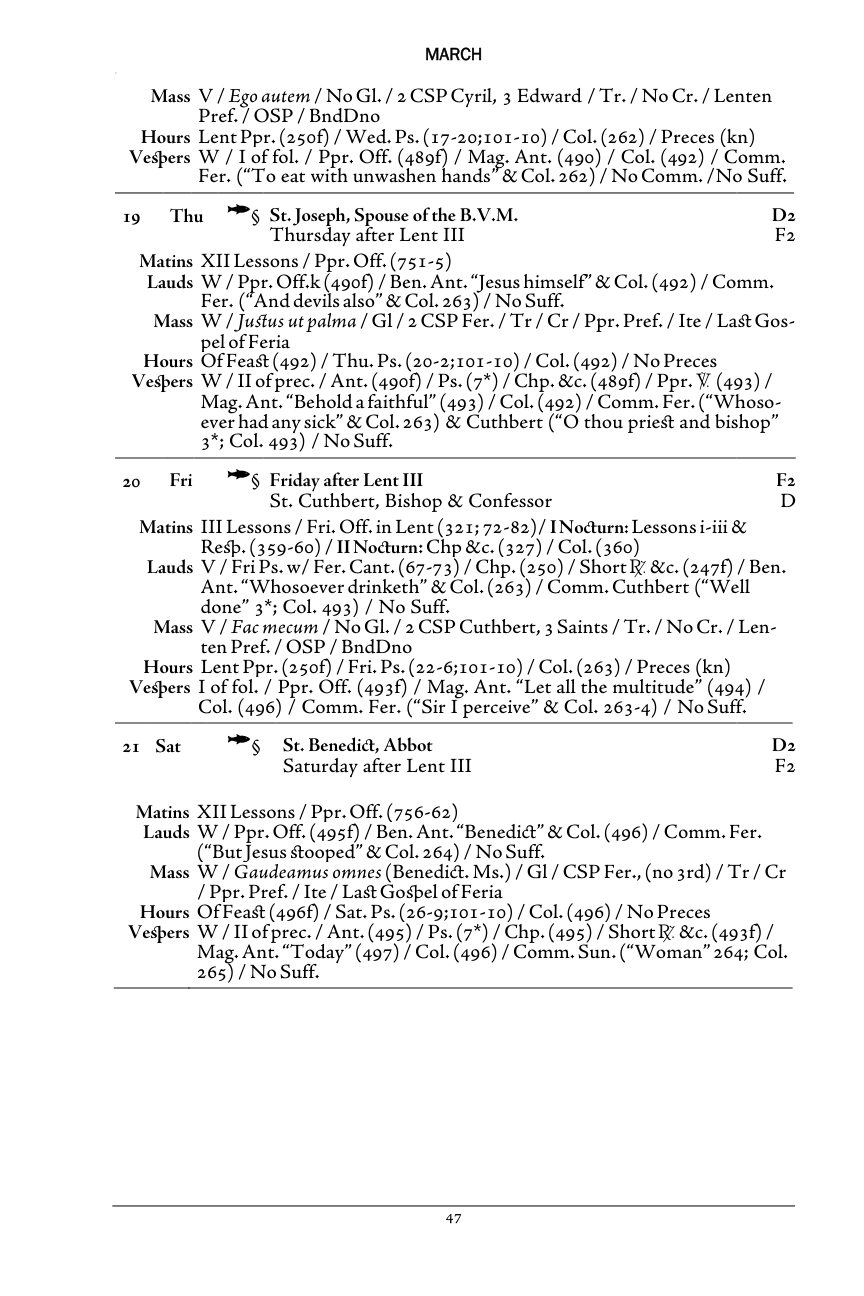 MARCH
Mass V / Ego autem / No Gl. / 2 CSP Cyril, 3 Edward / Tr. / No Cr. / Lenten
Pref. / OSP / BndDno
Hours Lent Ppr. (250f) / Wed. Ps. (17-20;101-10) / Col. (262) / Preces (kn)
Vespers W / I of fol. / Ppr. Off. (489f) / Mag. Ant. (490) / Col. (492) / Comm.
Fer. (“To eat with unwashen hands” & Col. 262) / No Comm. /No Suff.
19 Thu § St. Joseph, Spouse of the B.V.M. D2
Thursday after Lent III F2
Matins XII Lessons / Ppr. Off. (751-5)
Lauds W / Ppr. Off.k (490f) / Ben. Ant. “Jesus himself” & Col. (492) / Comm.
Fer. (“And devils also” & Col. 263) / No Suff.
Mass W / Justus ut palma / Gl / 2 CSP Fer. / Tr / Cr / Ppr. Pref. / Ite / Last Gos-
pel of Feria
Hours Of Feast (492) / Thu. Ps. (20-2;101-10) / Col. (492) / No Preces
Vespers W / II of prec. / Ant. (490f) / Ps. (7*) / Chp. &c. (489f) / Ppr. ℣ (493) /
Mag. Ant. “Behold a faithful” (493) / Col. (492) / Comm. Fer. (“Whoso-
ever had any sick” & Col. 263) & Cuthbert (“O thou priest and bishop”
3*; Col. 493) / No Suff.
20 Fri § Friday after Lent III F2
St. Cuthbert, Bishop & Confessor D
Matins III Lessons / Fri. Off. in Lent (321; 72-82)/ I Nocturn: Lessons i-iii &
Resp. (359-60) / II Nocturn: Chp &c. (327) / Col. (360)
Lauds V / Fri Ps. w/ Fer. Cant. (67-73) / Chp. (250) / Short ℟ &c. (247f) / Ben.
Ant. “Whosoever drinketh” & Col. (263) / Comm. Cuthbert (“Well
done” 3*; Col. 493) / No Suff.
Mass V / Fac mecum / No Gl. / 2 CSP Cuthbert, 3 Saints / Tr. / No Cr. / Len-
ten Pref. / OSP / BndDno
Hours Lent Ppr. (250f) / Fri. Ps. (22-6;101-10) / Col. (263) / Preces (kn)
Vespers I of fol. / Ppr. Off. (493f) / Mag. Ant. “Let all the multitude” (494) /
Col. (496) / Comm. Fer. (“Sir I perceive” & Col. 263-4) / No Suff.
21 Sat § St. Benedict, Abbot D2
Saturday after Lent III F2
Matins XII Lessons / Ppr. Off. (756-62)
Lauds W / Ppr. Off. (495f) / Ben. Ant. “Benedict” & Col. (496) / Comm. Fer.
(“But Jesus stooped” & Col. 264) / No Suff.
Mass W / Gaudeamus omnes (Benedict. Ms.) / Gl / CSP Fer., (no 3rd) / Tr / Cr
/ Ppr. Pref. / Ite / Last Gospel of Feria
Hours Of Feast (496f) / Sat. Ps. (26-9;101-10) / Col. (496) / No Preces
Vespers W / II of prec. / Ant. (495) / Ps. (7*) / Chp. (495) / Short ℟ &c. (493f) /
Mag. Ant. “Today” (497) / Col. (496) / Comm. Sun. (“Woman” 264; Col.
265) / No Suff.
47